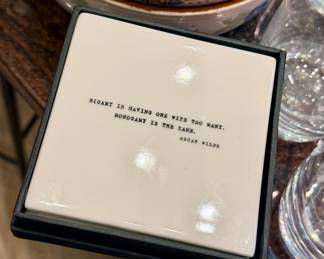 BIGAMY IS HAVING ONE WIFE TOO MANY.
MONOGAMY IS THE SAME.
OSCAR WILDE